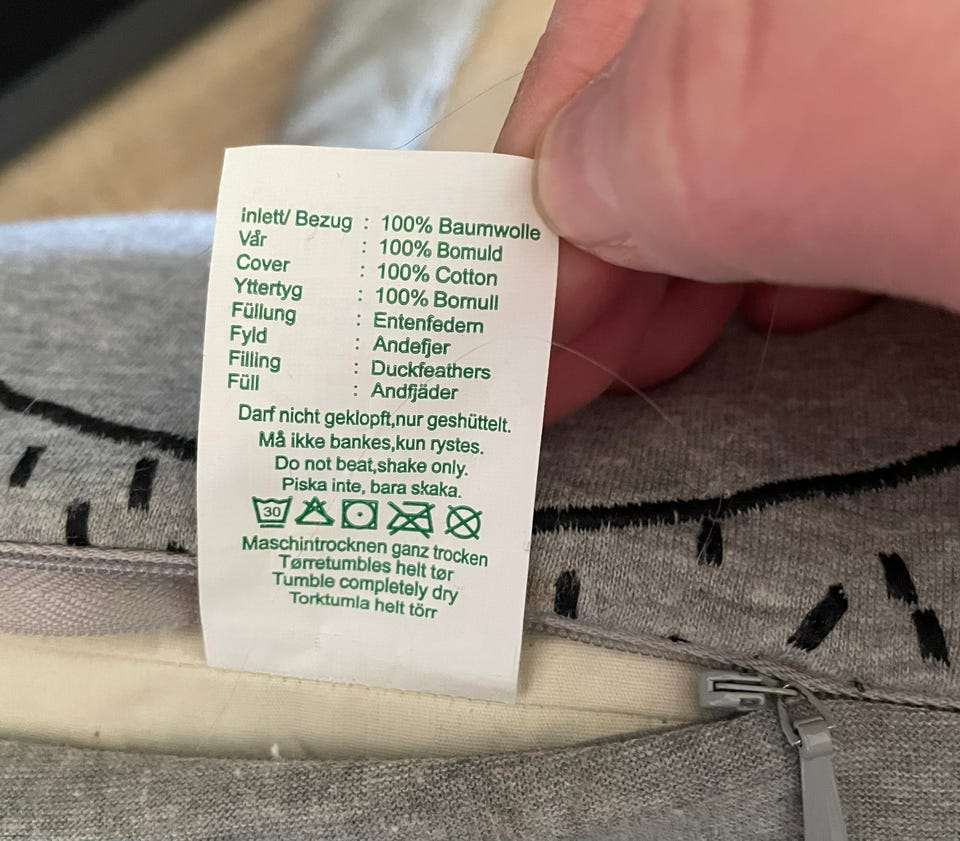 inlett/ Bezug : 100% Baumwolle
Vår : 100% Bomuld
Cover : 100% Cotton
Yttertyg : 100% Bomull
Füllung : Entenfedern
Fyld : Andefjer
Filling : Duckfeathers
Füll : Andfjäder
Darf nicht geklopft,nur geshüttelt.
Må ikke bankes,kun rystes.
Do not beat,shake only.
Piska inte, bara skaka.
30
Maschintrocknen ganz trocken
Tørretumbles helt tør
Tumble completely dry
Torktumla helt törr